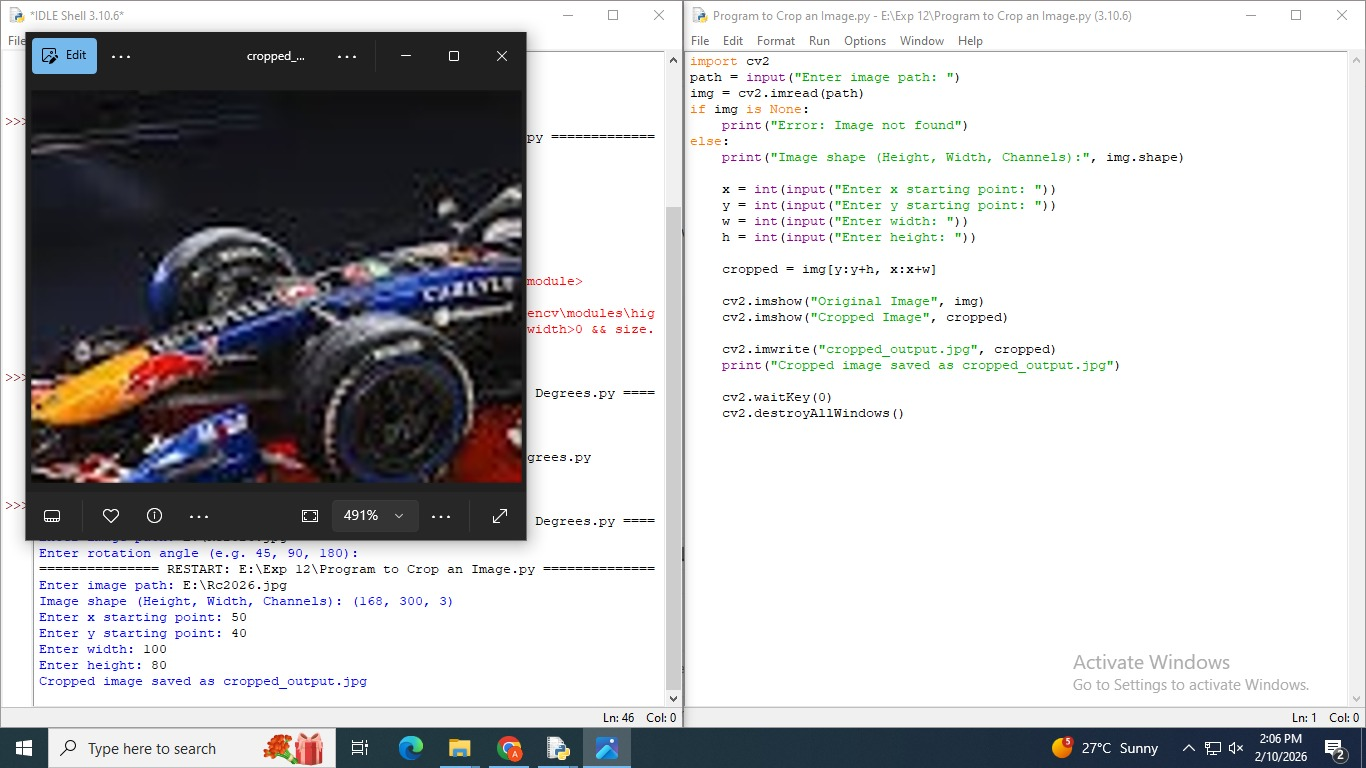 *IDLE Shell 3.10.6*
File
Edit
cropped_...
>>>
py =============
module>
encv\modules\hig
width>0 && size.
>>>
Degrees.py ====
grees.py
>>>
Degrees.py ====
491%
Enter rotation angle (e.g. 45, 90, 180):
=============== RESTART: E:\Exp 12\Program to Crop an Image.py ==============
Enter image path: E:\Rc2026.jpg
Image shape (Height, Width, Channels): (168, 300, 3)
Enter x starting point: 50
Enter y starting point: 40
Enter width: 100
Enter height: 80
Cropped image saved as cropped_output.jpg
Ln: 46 Col: 0
CARLYLE
Program to Crop an Image.py - E:\Exp 12\Program to Crop an Image.py (3.10.6)
File Edit Format Run Options Window Help
import cv2
path = input("Enter image path: ")
img = cv2.imread(path)
if img is None:
    print("Error: Image not found")
else:
    print("Image shape (Height, Width, Channels):", img.shape)
    x = int(input("Enter x starting point: "))
    y = int(input("Enter y starting point: "))
    w = int(input("Enter width: "))
    h = int(input("Enter height: "))
    cropped = img[y:y+h, x:x+w]
    cv2.imshow("Original Image", img)
    cv2.imshow("Cropped Image", cropped)
    cv2.imwrite("cropped_output.jpg", cropped)
    print("Cropped image saved as cropped_output.jpg")
    cv2.waitKey(0)
    cv2.destroyAllWindows()
Activate Windows
Go to Settings to activate Windows.
Ln: 1 Col: 0
Type here to search
5
27°C Sunny
2:06 PM
2/10/2026
2